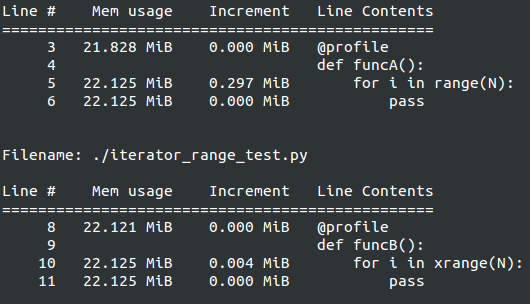 Line #    Mem usage    Increment   Line Contents
================================================
     3   21.828 MiB    0.000 MiB   @profile
     4                             def funcA():
     5   22.125 MiB    0.297 MiB       for i in range(N):
     6   22.125 MiB    0.000 MiB           pass
Filename: ./iterator_range_test.py
Line #    Mem usage    Increment   Line Contents
================================================
     8   22.121 MiB    0.000 MiB   @profile
     9                             def funcB():
    10   22.125 MiB    0.004 MiB       for i in xrange(N):
    11   22.125 MiB    0.000 MiB           pass